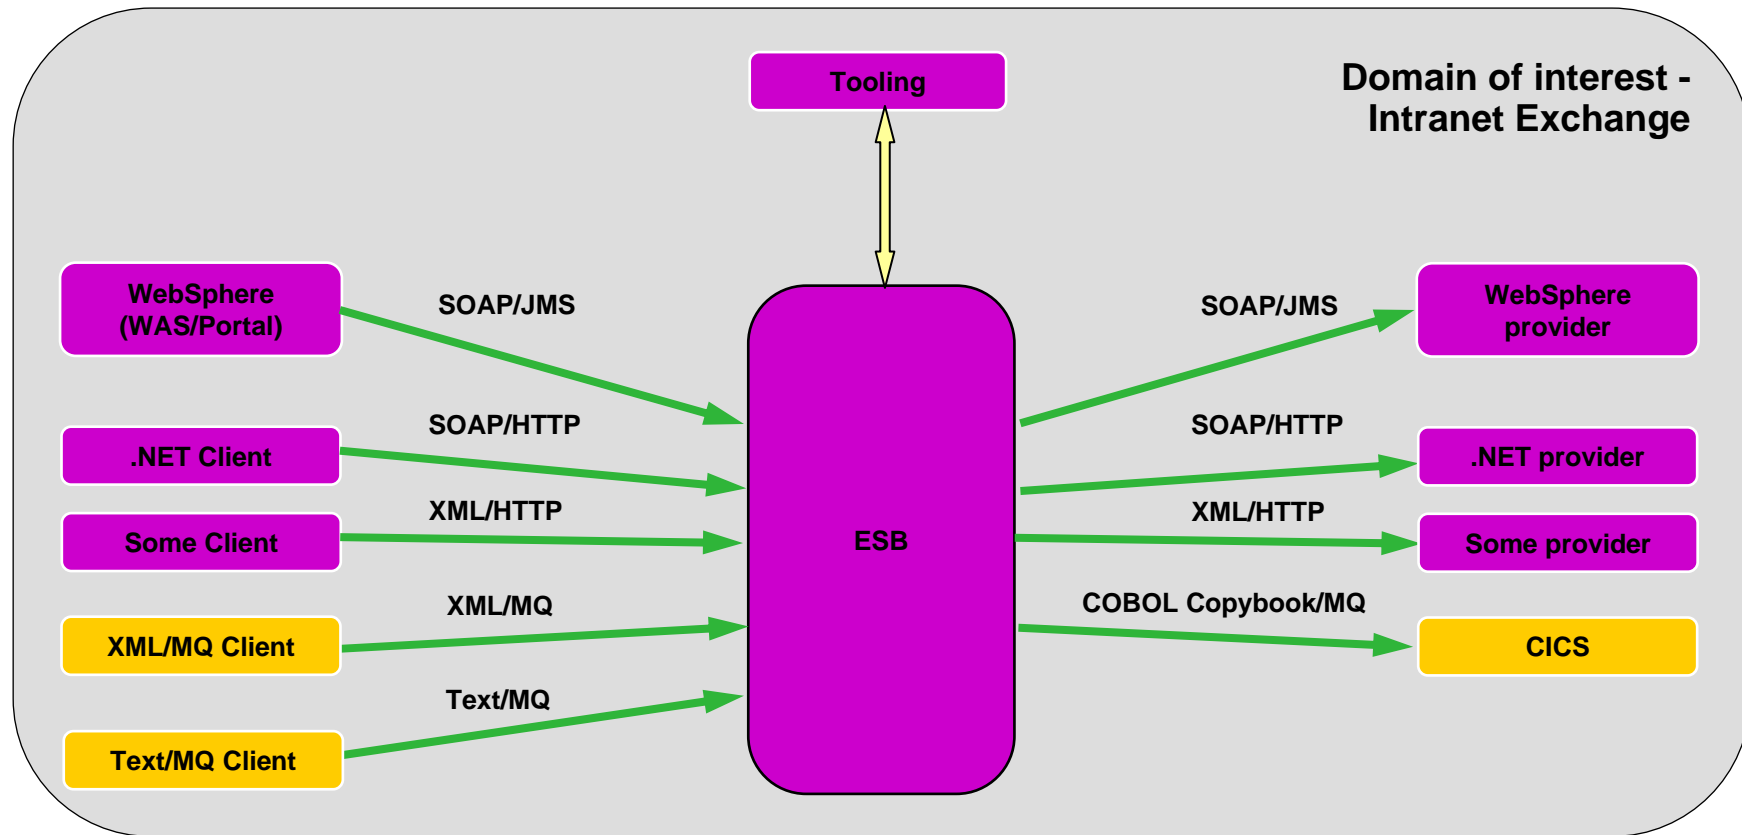 Tooling
Domain of interest -
Intranet Exchange
WebSphere
(WAS/Portal)
SOAP/JMS
SOAP/JMS
WebSphere
provider
.NET Client
SOAP/HTTP
SOAP/HTTP
.NET provider
Some Client
XML/HTTP
ESB
XML/HTTP
Some provider
XML/MQ Client
XML/MQ
COBOL Copybook/MQ
CICS
Text/MQ Client
Text/MQ